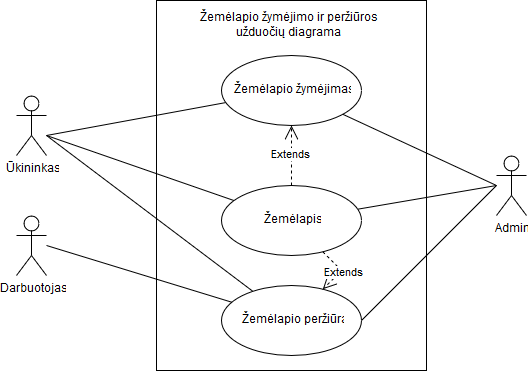 Žemėlapio žymėjimo ir peržiūros
užduočių diagrama
Žemėlapio žymėjimas
Extends
Ūkininkas
Žemėlapis
Admin
Extends
Darbuotojas
Žemėlapio peržiūra